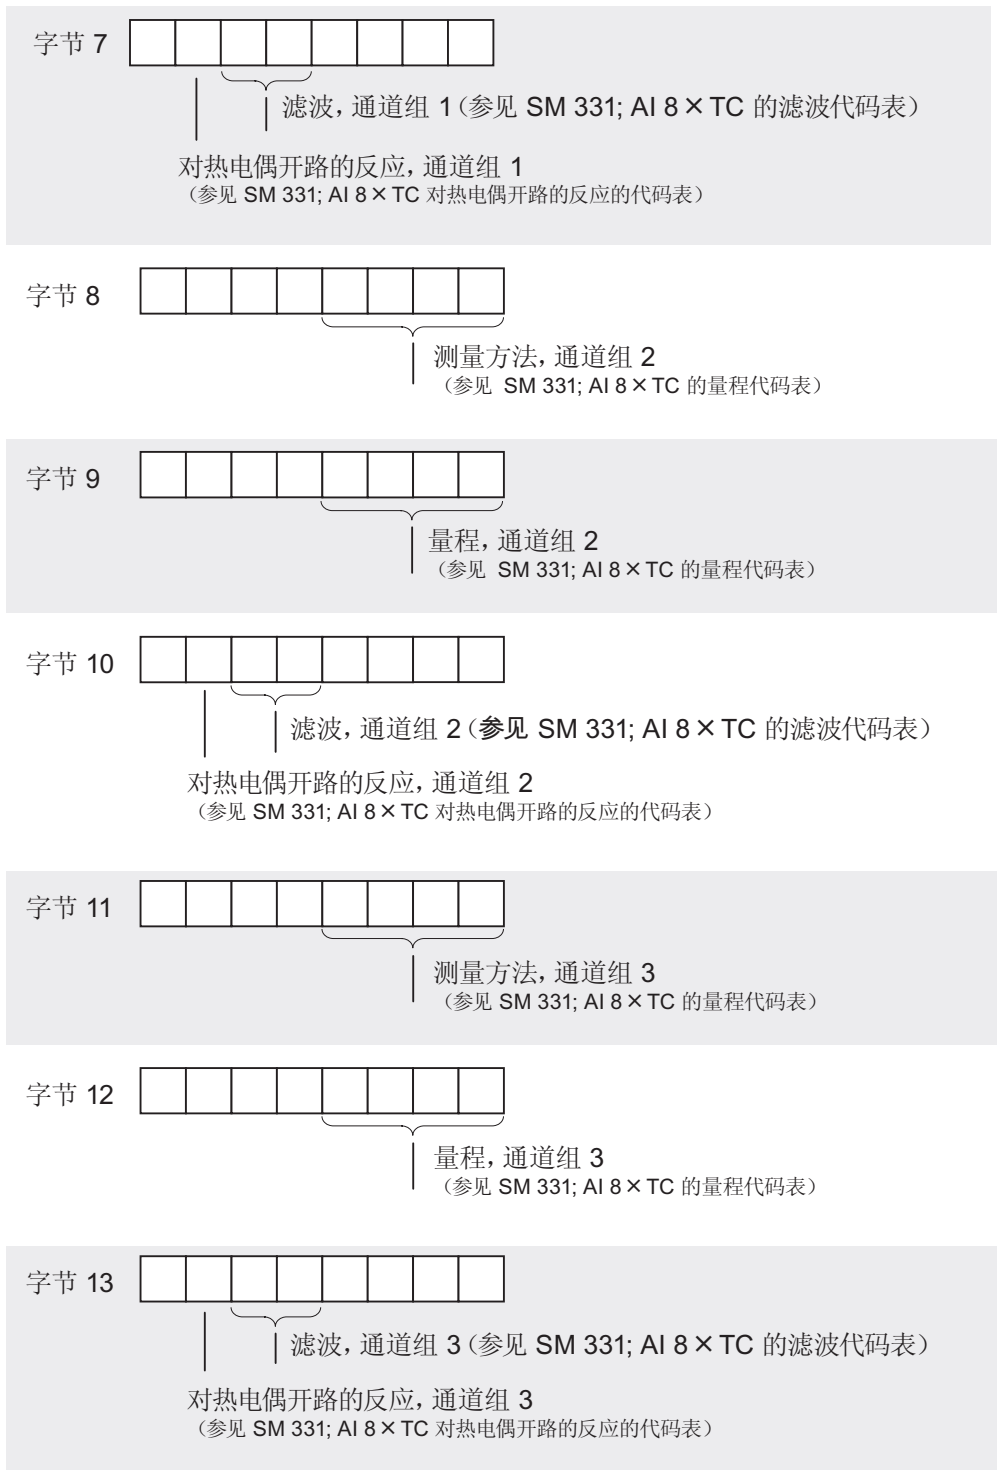 字节 7
滤波，通道组 1（参见 SM 331; AI 8×TC 的滤波代码表）
对热电偶开路的反应，通道组 1
（参见 SM 331; AI 8×TC 对热电偶开路的反应的代码表）
字节 8
测量方法，通道组 2
（参见 SM 331; AI 8×TC 的量程代码表）
字节 9
量程，通道组 2
（参见 SM 331; AI 8×TC 的量程代码表）
字节 10
滤波，通道组 2（参见 SM 331; AI 8×TC 的滤波代码表）
对热电偶开路的反应，通道组 2
（参见 SM 331; AI 8×TC 对热电偶开路的反应的代码表）
字节 11
测量方法，通道组 3
（参见 SM 331; AI 8×TC 的量程代码表）
字节 12
量程，通道组 3
（参见 SM 331; AI 8×TC 的量程代码表）
字节 13
滤波，通道组 3（参见 SM 331; AI 8×TC 的滤波代码表）
对热电偶开路的反应，通道组 3
（参见 SM 331; AI 8×TC 对热电偶开路的反应的代码表）